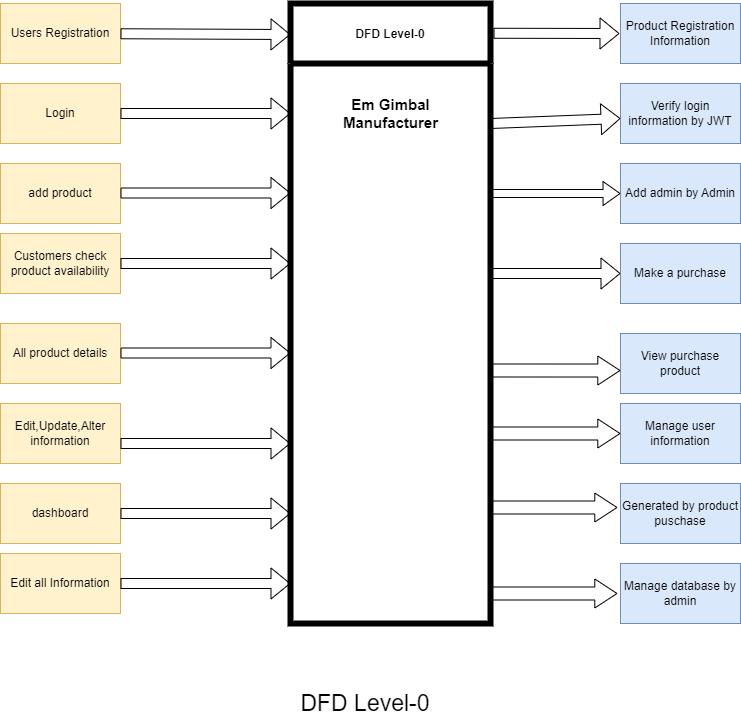 Users Registration
DFD Level-0
Product Registration
Information
Login
Em Gimbal
Manufacturer
Verify login
information by JWT
add product
Add admin by Admin
Customers check
product availability
Make a purchase
All product details
View purchase
product
Edit,Update,Alter
information
Manage user
information
dashboard
Generated by product
puschase
Edit all Information
Manage database by
admin
DFD Level-0